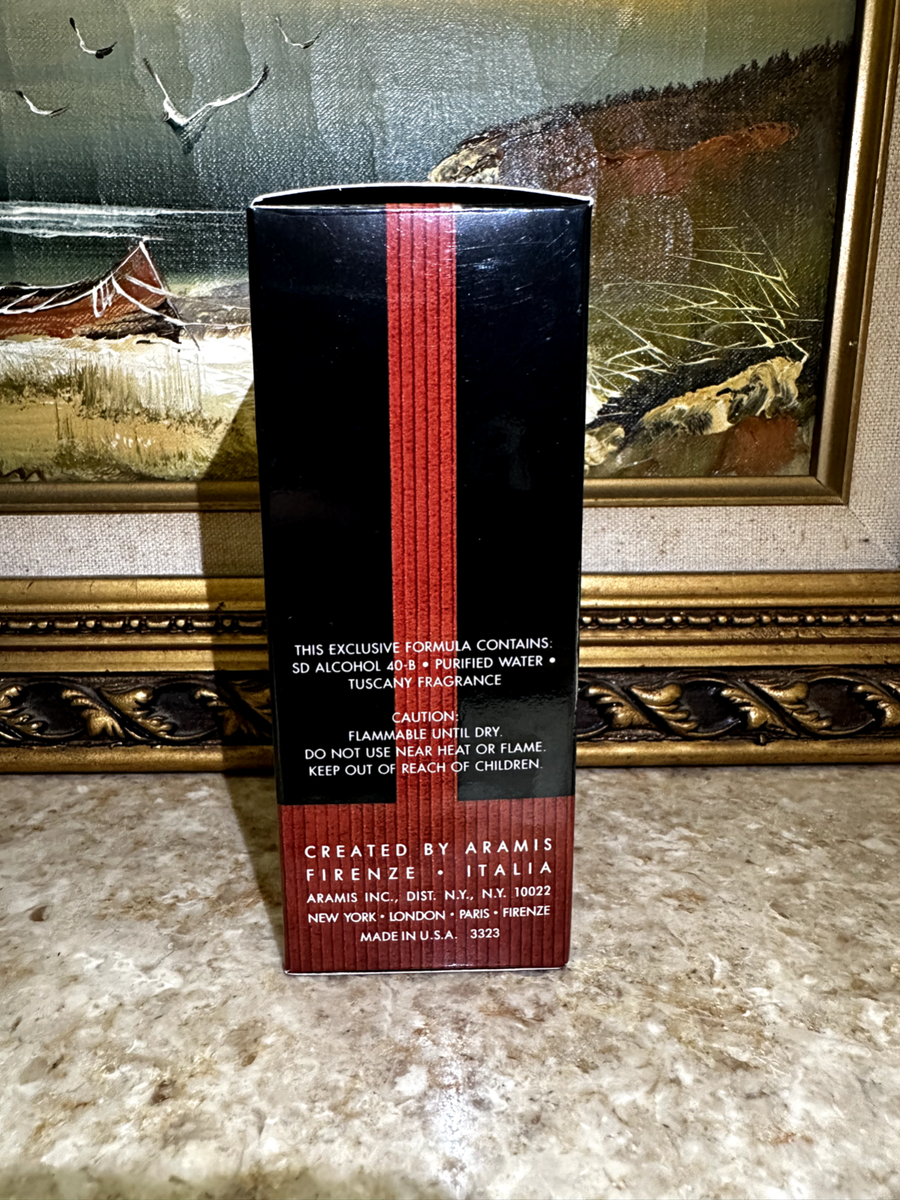 THIS EXCLUSIVE FORMULA CONTAINS:
SD ALCOHOL 40-B • PURIFIED WATER •
TUSCANY FRAGRANCE
CAUTION:
FLAMMABLE UNTIL DRY.
DO NOT USE NEAR HEAT OR FLAME.
KEEP OUT OF REACH OF CHILDREN.
CREATED BY ARAMIS
FIRENZE • ITALIA
ARAMIS INC., DIST. N.Y., N.Y. 10022
NEW YORK • LONDON • PARIS • FIRENZE
MADE IN U.S.A. 3323